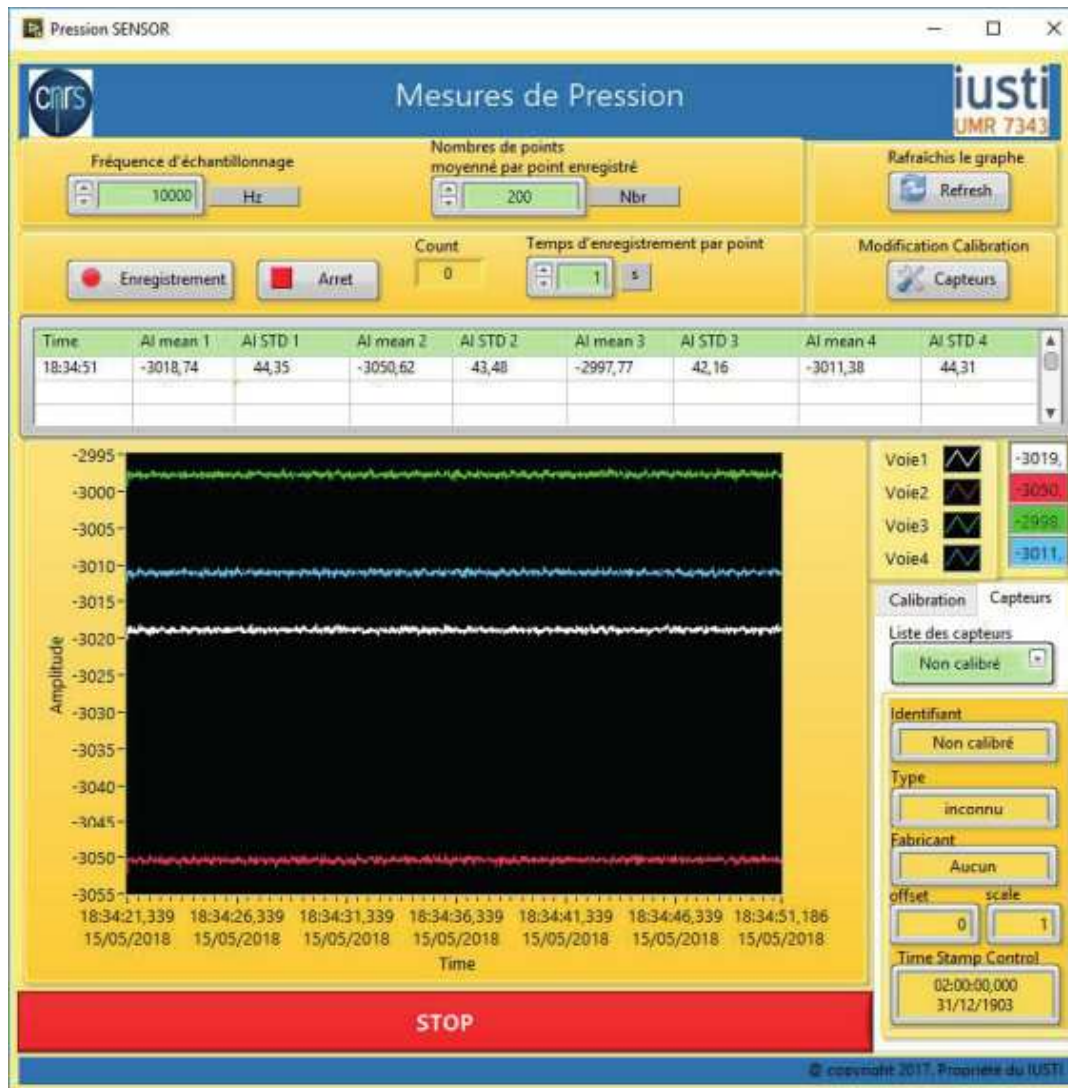 Pression SENSOR
cnrs
Mesures de Pression
iusti
UMR 7343
Fréquence d'échantillonnage
10000 Hz
Nombres de points
moyenné par point enregistré
200 Nbr
Rafraîchis le graphe
Refresh
Enregistrement
Arret
Count
0
Temps d'enregistrement par point
1 s
Modification Calibration
Capteurs
Time AI mean 1 AI STD 1 AI mean 2 AI STD 2 AI mean 3 AI STD 3 AI mean 4 AI STD 4
18:34:51 -3018,74 44,35 -3050,62 43,48 -2997,77 42,16 -3011,38 44,31
-2995
-3000
-3005
-3010
-3015
-3020
-3025
-3030
-3035
-3040
-3045
-3050
-3055
Amplitude
18:34:21,339 18:34:26,339 18:34:31,339 18:34:36,339 18:34:41,339 18:34:46,339 18:34:51,186
15/05/2018 15/05/2018 15/05/2018 15/05/2018 15/05/2018 15/05/2018 15/05/2018
Time
Voie1 -3019,
Voie2 -3050,
Voie3 -2998,
Voie4 -3011,
Calibration Capteurs
Liste des capteurs
Non calibré
Identifiant
Non calibré
Type
inconnu
Fabricant
Aucun
offset scale
0 1
Time Stamp Control
02:00:00,000
31/12/1903
STOP
@ copyright 2017. Propriété du IUSTI